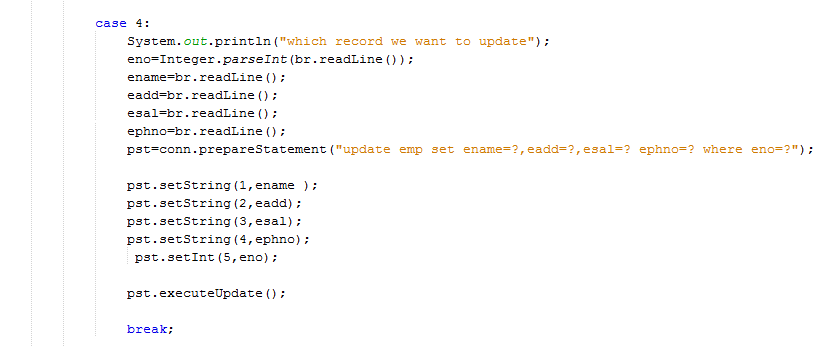 case 4:
System.out.println("which record we want to update");
eno=Integer.parseInt(br.readLine());
ename=br.readLine();
eadd=br.readLine();
esal=br.readLine();
ephno=br.readLine();
pst=conn.prepareStatement("update emp set ename=?,eadd=?,esal=? ephno=? where eno=?");
pst.setString(1,ename );
pst.setString(2,eadd);
pst.setString(3,esal);
pst.setString(4,ephno);
pst.setInt(5,eno);
pst.executeUpdate();
break;